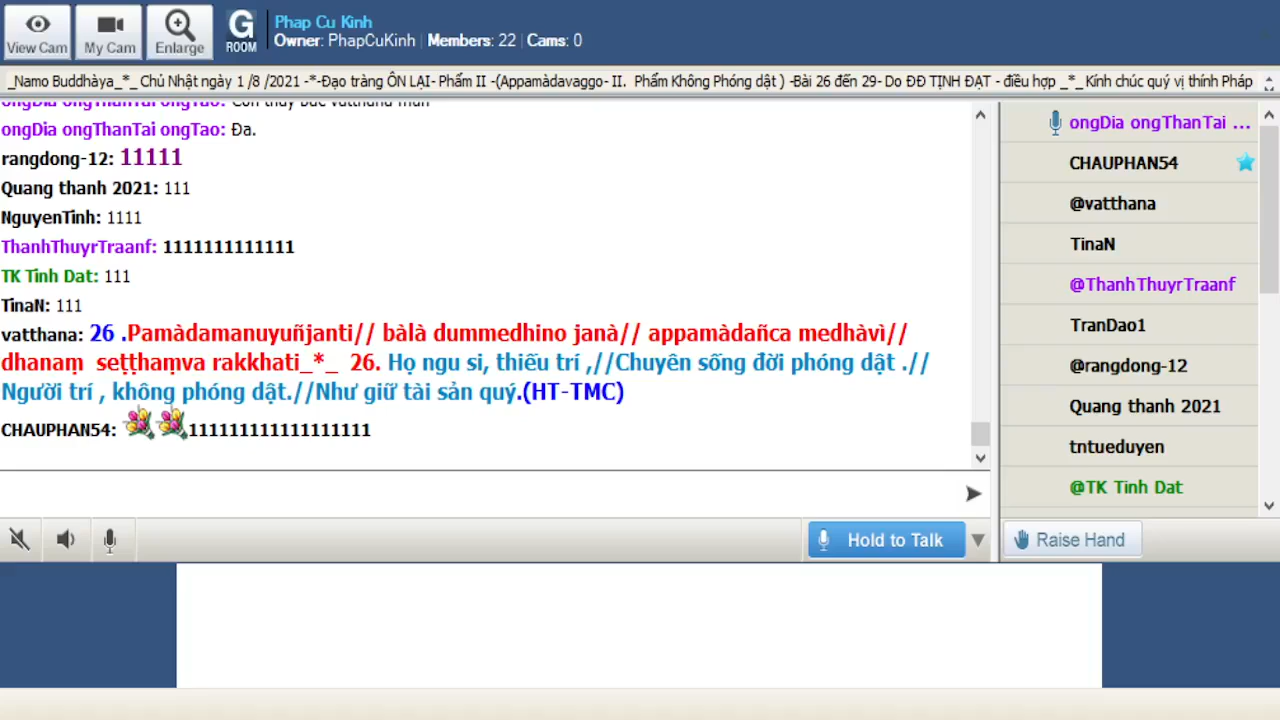 View Cam
My Cam
Enlarge
G
ROOM
Phap Cu Kinh
Owner: PhapCuKinh | Members: 22 | Cams: 0
_Namo Buddhàya_*_ Chủ Nhật ngày 1 /8 /2021 -*-Đạo tràng ÔN LẠI- Phẩm II -(Appamàdavaggo- II. Phẩm Không Phóng dật ) -Bài 26 đến 29- Do ĐĐ TỊNH ĐẠT - điều hợp _*_ Kính chúc quý vị thính Pháp
ongDia ongThanTai ongTao:
ongDia ongThanTai ongTao: Đa.
rangdong-12: 11111
Quang thanh 2021: 111
NguyenTinh: 1111
ThanhThuyrTraanf: 1111111111111
TK Tinh Dat: 111
TinaN: 111
vatthana: 26 .Pamàdamanuyuñjanti// bàlà dummedhino janà// appamàdañca medhàvì//
dhanaṃ seṭṭhaṃva rakkhati_*_ 26. Họ ngu si, thiếu trí ,//Chuyên sống đời phóng dật .//
Người trí , không phóng dật.//Như giữ tài sản quý.(HT-TMC)
CHAUPHAN54: 111111111111111111
ongDia ongThanTai ...
CHAUPHAN54
@vatthana
TinaN
@ThanhThuyrTraanf
TranDao1
@rangdong-12
Quang thanh 2021
tntueduyen
@TK Tinh Dat
Hold to Talk
Raise Hand